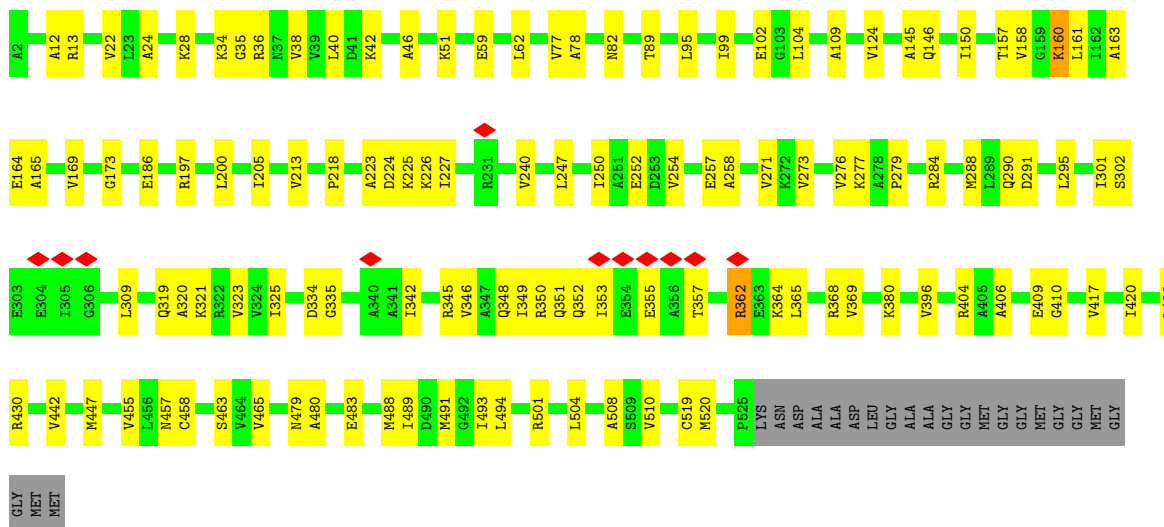 A2 A12 R13 V22 L23 A24 K28 K34 G35 R36 N37 V38 V39 L40 D41 K42 A46 K51 E59 L62 V77 A78 N82 T89 L95 I99 E102 G103 L104 A109 V124 A145 Q146 I150 T157 V158 G159 K160 L161 I162 A163
E164 A165 V169 G173 E186 R197 L200 I205 V213 P218 A223 D224 K225 K226 I227 R231 V240 L247 I250 A251 E252 D253 V254 E257 A258 V271 K272 V273 V276 K277 A278 P279 R284 M288 L289 Q290 D291 L295 I301 S302
E303 E304 I305 G306 L309 Q319 A320 K321 R322 V323 V324 I325 D334 G335 A340 A341 I342 R345 V346 A347 Q348 I349 R350 Q351 Q352 I353 E354 E355 A356 T357 R362 E363 K364 L365 R368 V369 K380 V396 R404 A405 A406 E409 G410 V417 I420
R430 V442 M447 V455 L456 N457 C458 S463 V464 V465 N479 A480 E483 M488 I489 D490 M491 G492 I493 L494 R501 L504 A508 S509 V510 C519 M520 P525 LYS ASN ASP ALA ALA ASP LEU GLY ALA ALA GLY GLY MET GLY GLY MET GLY GLY MET GLY
GLY MET MET